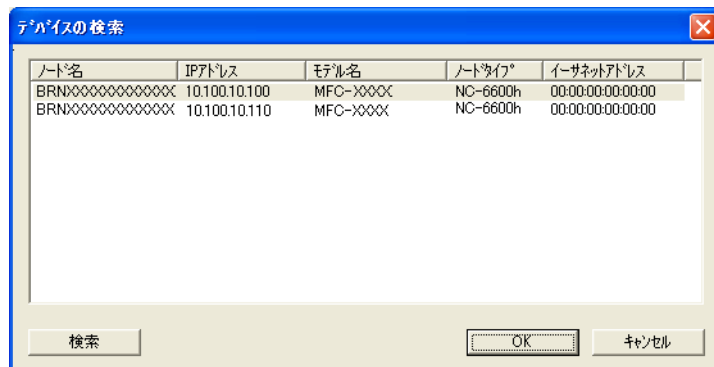 ﾃﾞﾊﾞｲｽの検索
ﾉｰﾄﾞ名 IPｱﾄﾞﾚｽ ﾓﾃﾞﾙ名 ﾉｰﾄﾞﾀｲﾌﾟ ｲｰｻﾈｯﾄｱﾄﾞﾚｽ
BRNXXXXXXXXXXXX 10.100.10.100 MFC-XXXX NC-6600h 00:00:00:00:00:00
BRNXXXXXXXXXXXX 10.100.10.110 MFC-XXXX NC-6600h 00:00:00:00:00:00
検索 OK ｷｬﾝｾﾙ